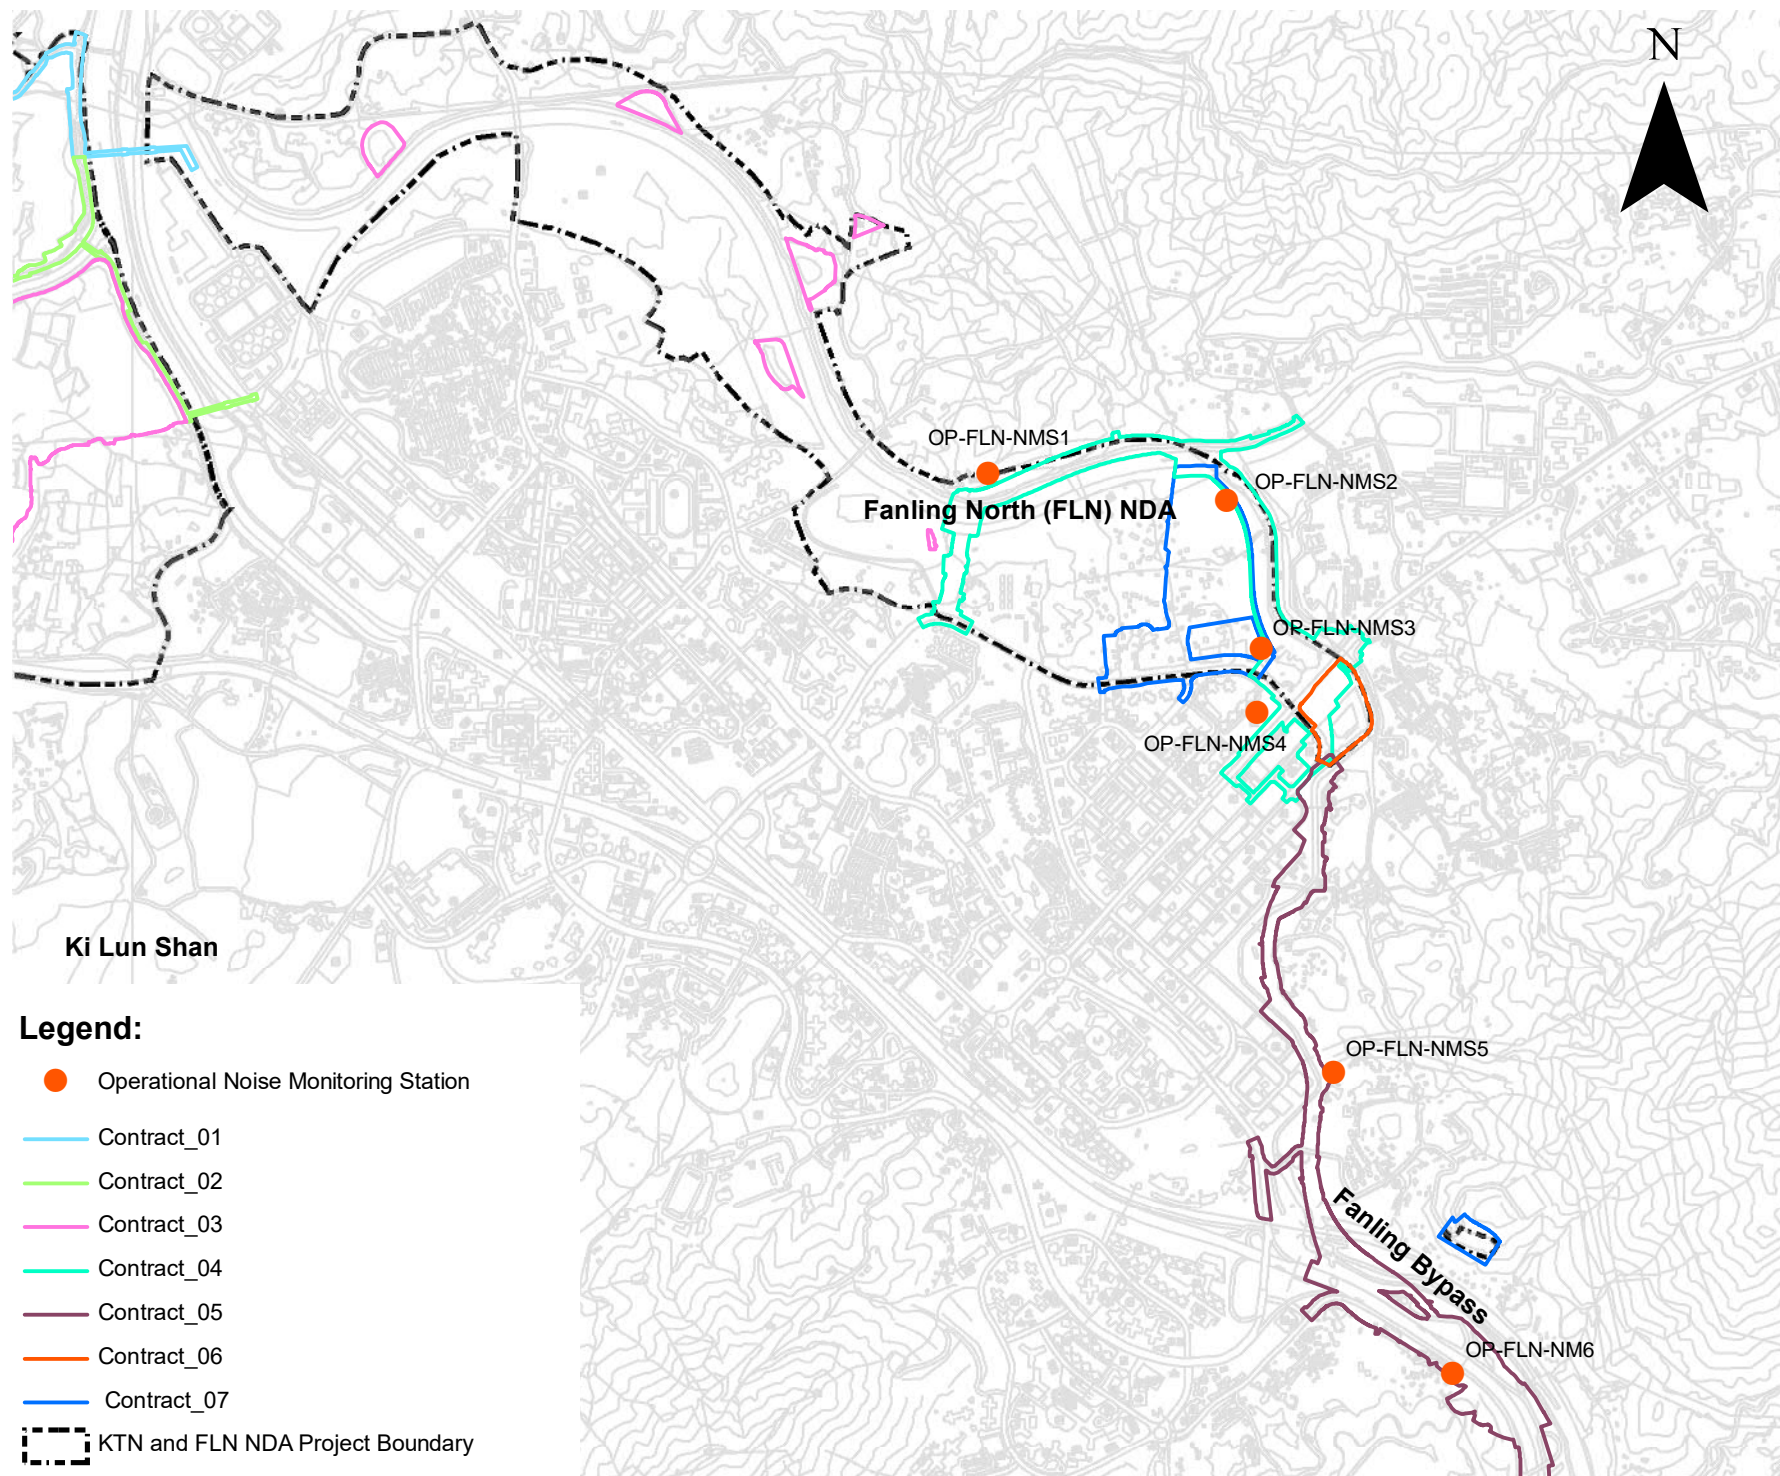 N
OP-FLN-NMS1
OP-FLN-NMS2
Fanling North (FLN) NDA
OP-FLN-NMS3
OP-FLN-NMS4
Ki Lun Shan
OP-FLN-NMS5
Fanling Bypass
OP-FLN-NM6
Legend:
Operational Noise Monitoring Station
Contract_01
Contract_02
Contract_03
Contract_04
Contract_05
Contract_06
Contract_07
KTN and FLN NDA Project Boundary